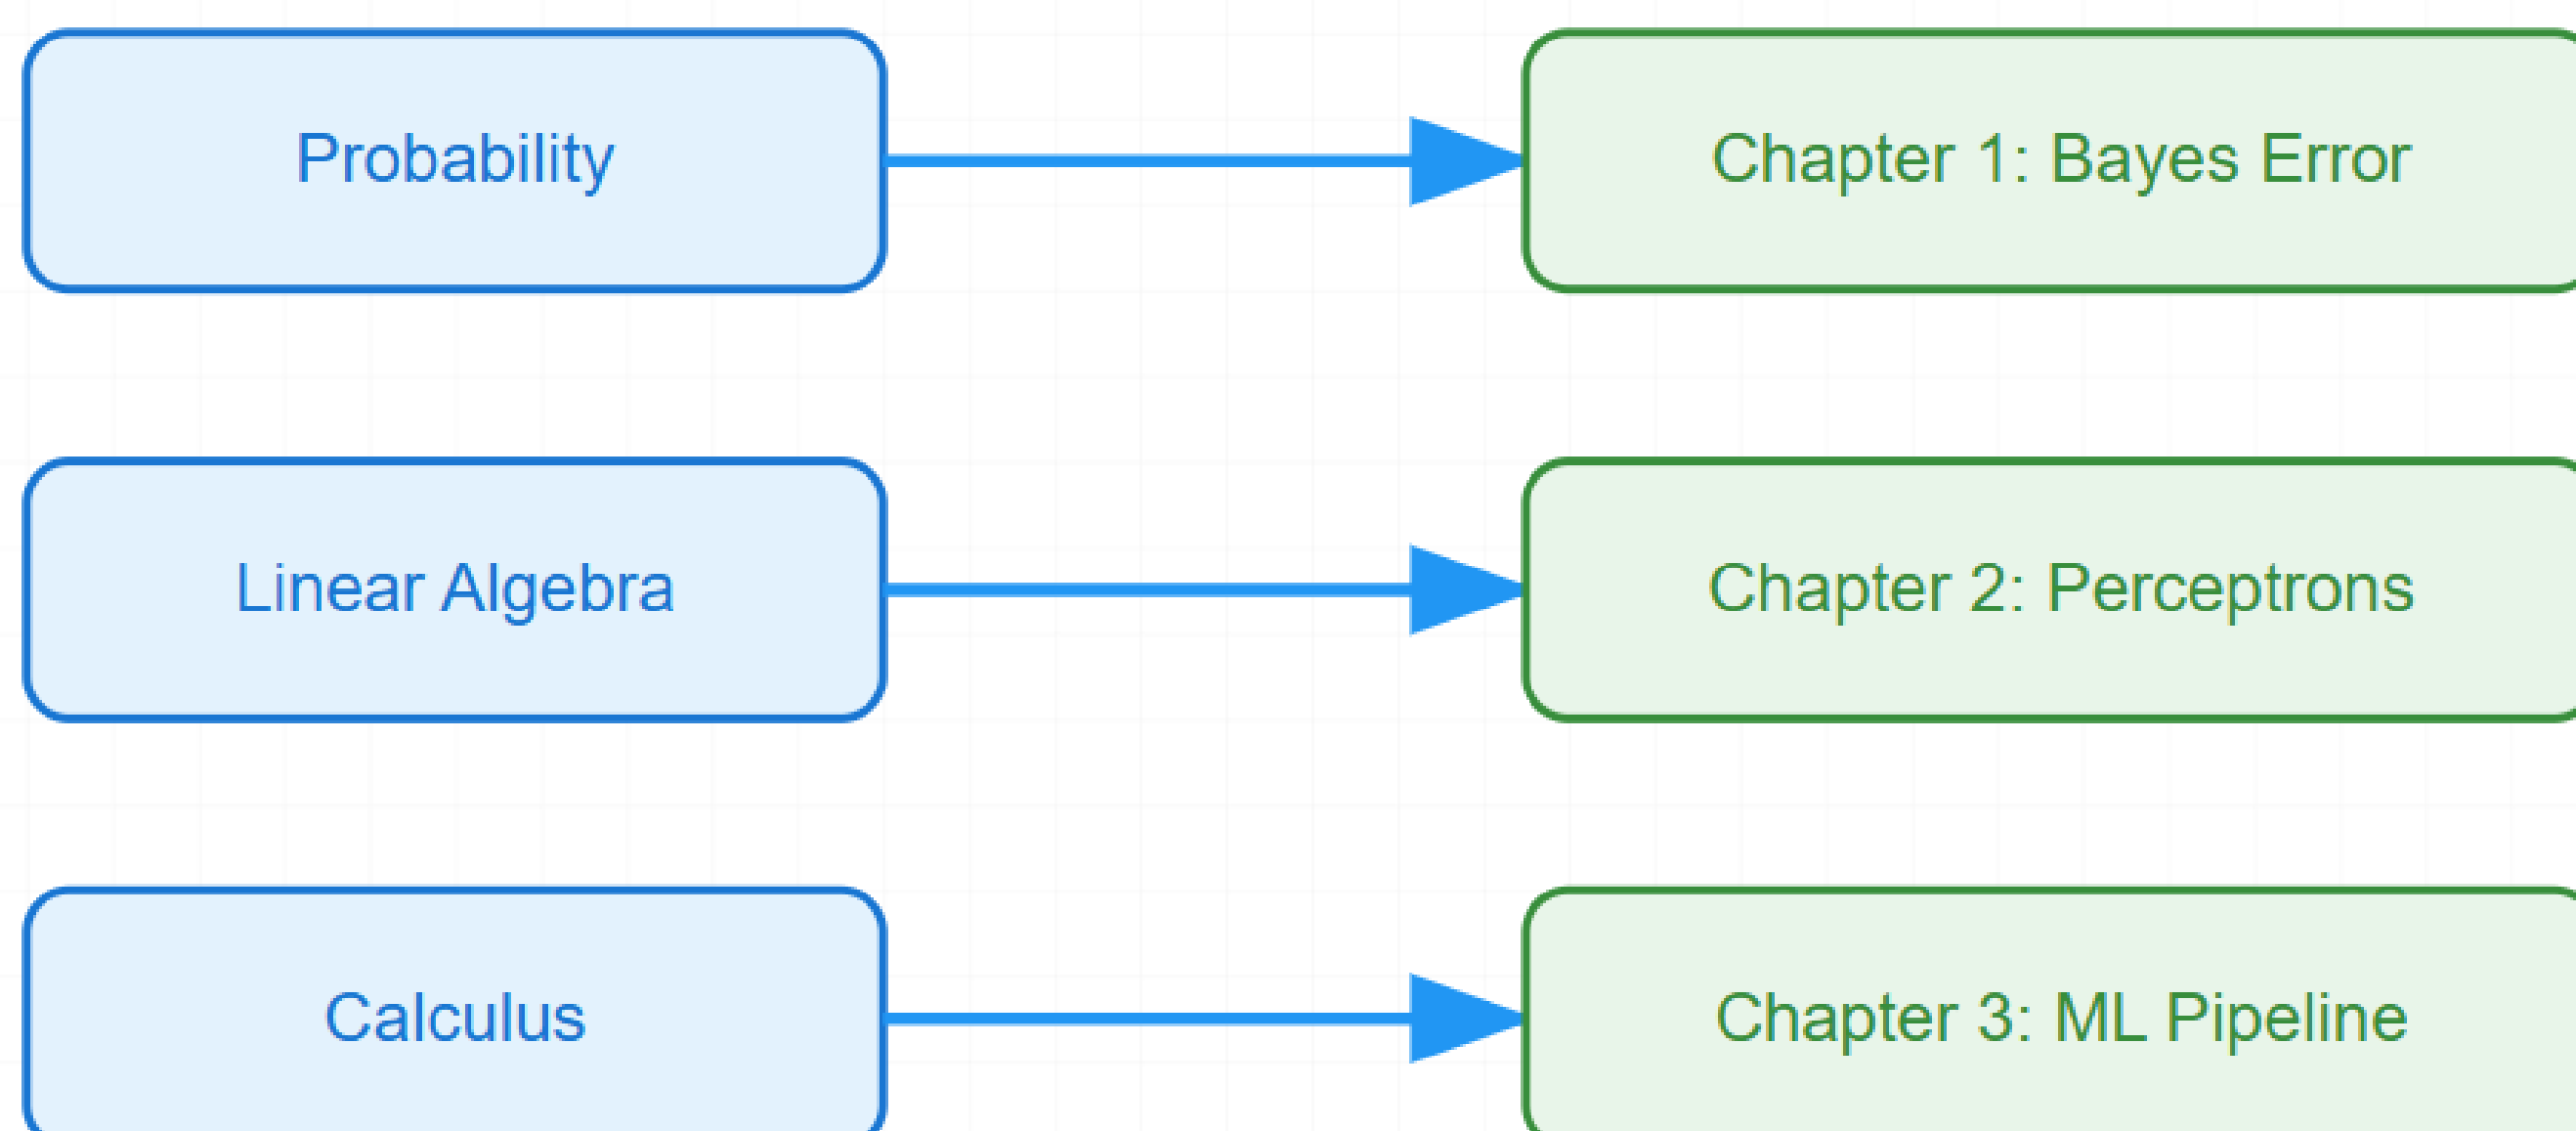 Probability
Chapter 1: Bayes Error
Linear Algebra
Chapter 2: Perceptrons
Calculus
Chapter 3: ML Pipeline